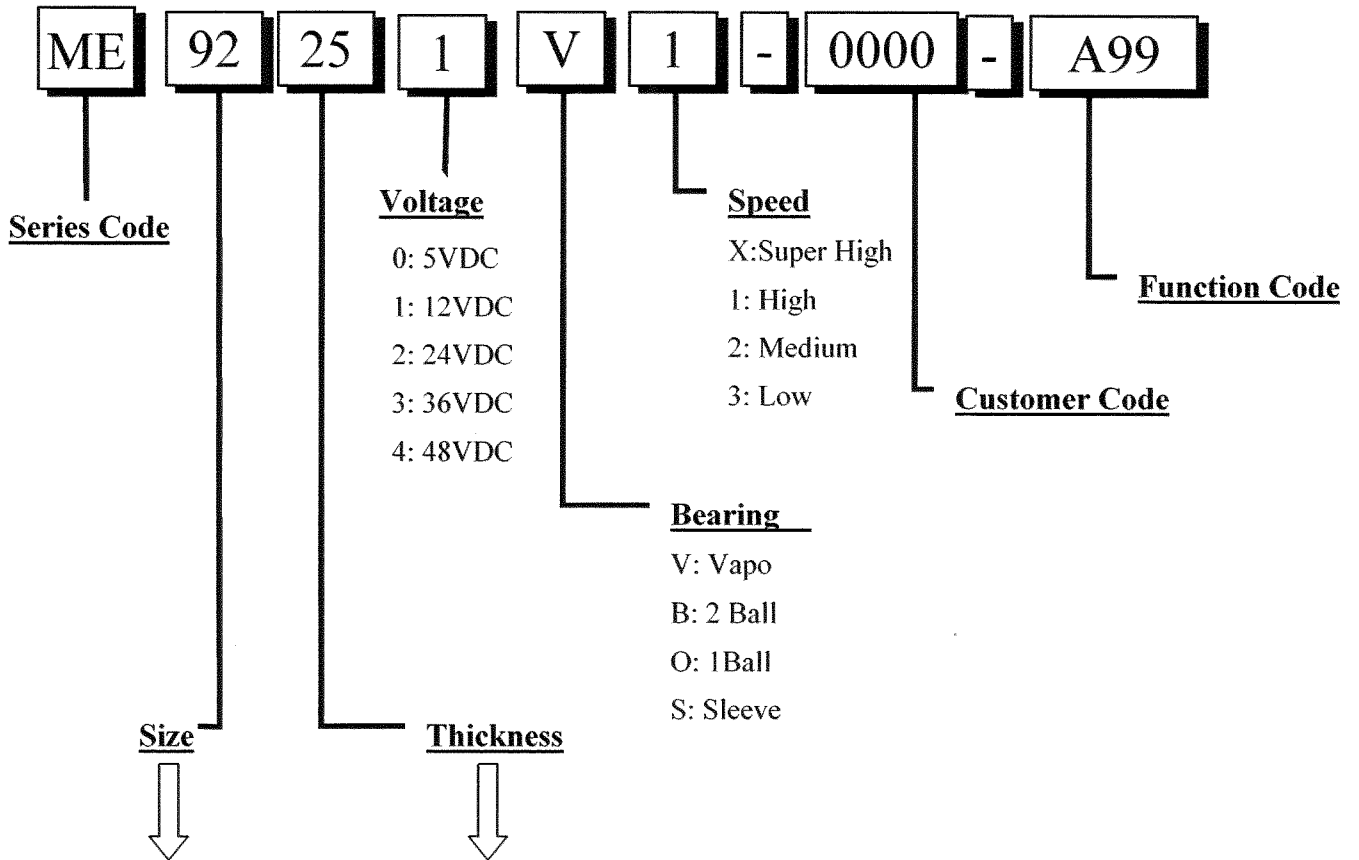 ME 92 25 1 V 1 - 0000 - A99
Series Code
Voltage
0: 5VDC
1: 12VDC
2: 24VDC
3: 36VDC
4: 48VDC
Speed
X:Super High
1: High
2: Medium
3: Low
Function Code
Customer Code
Bearing
V: Vapo
B: 2 Ball
O: 1Ball
S: Sleeve
Size
Thickness